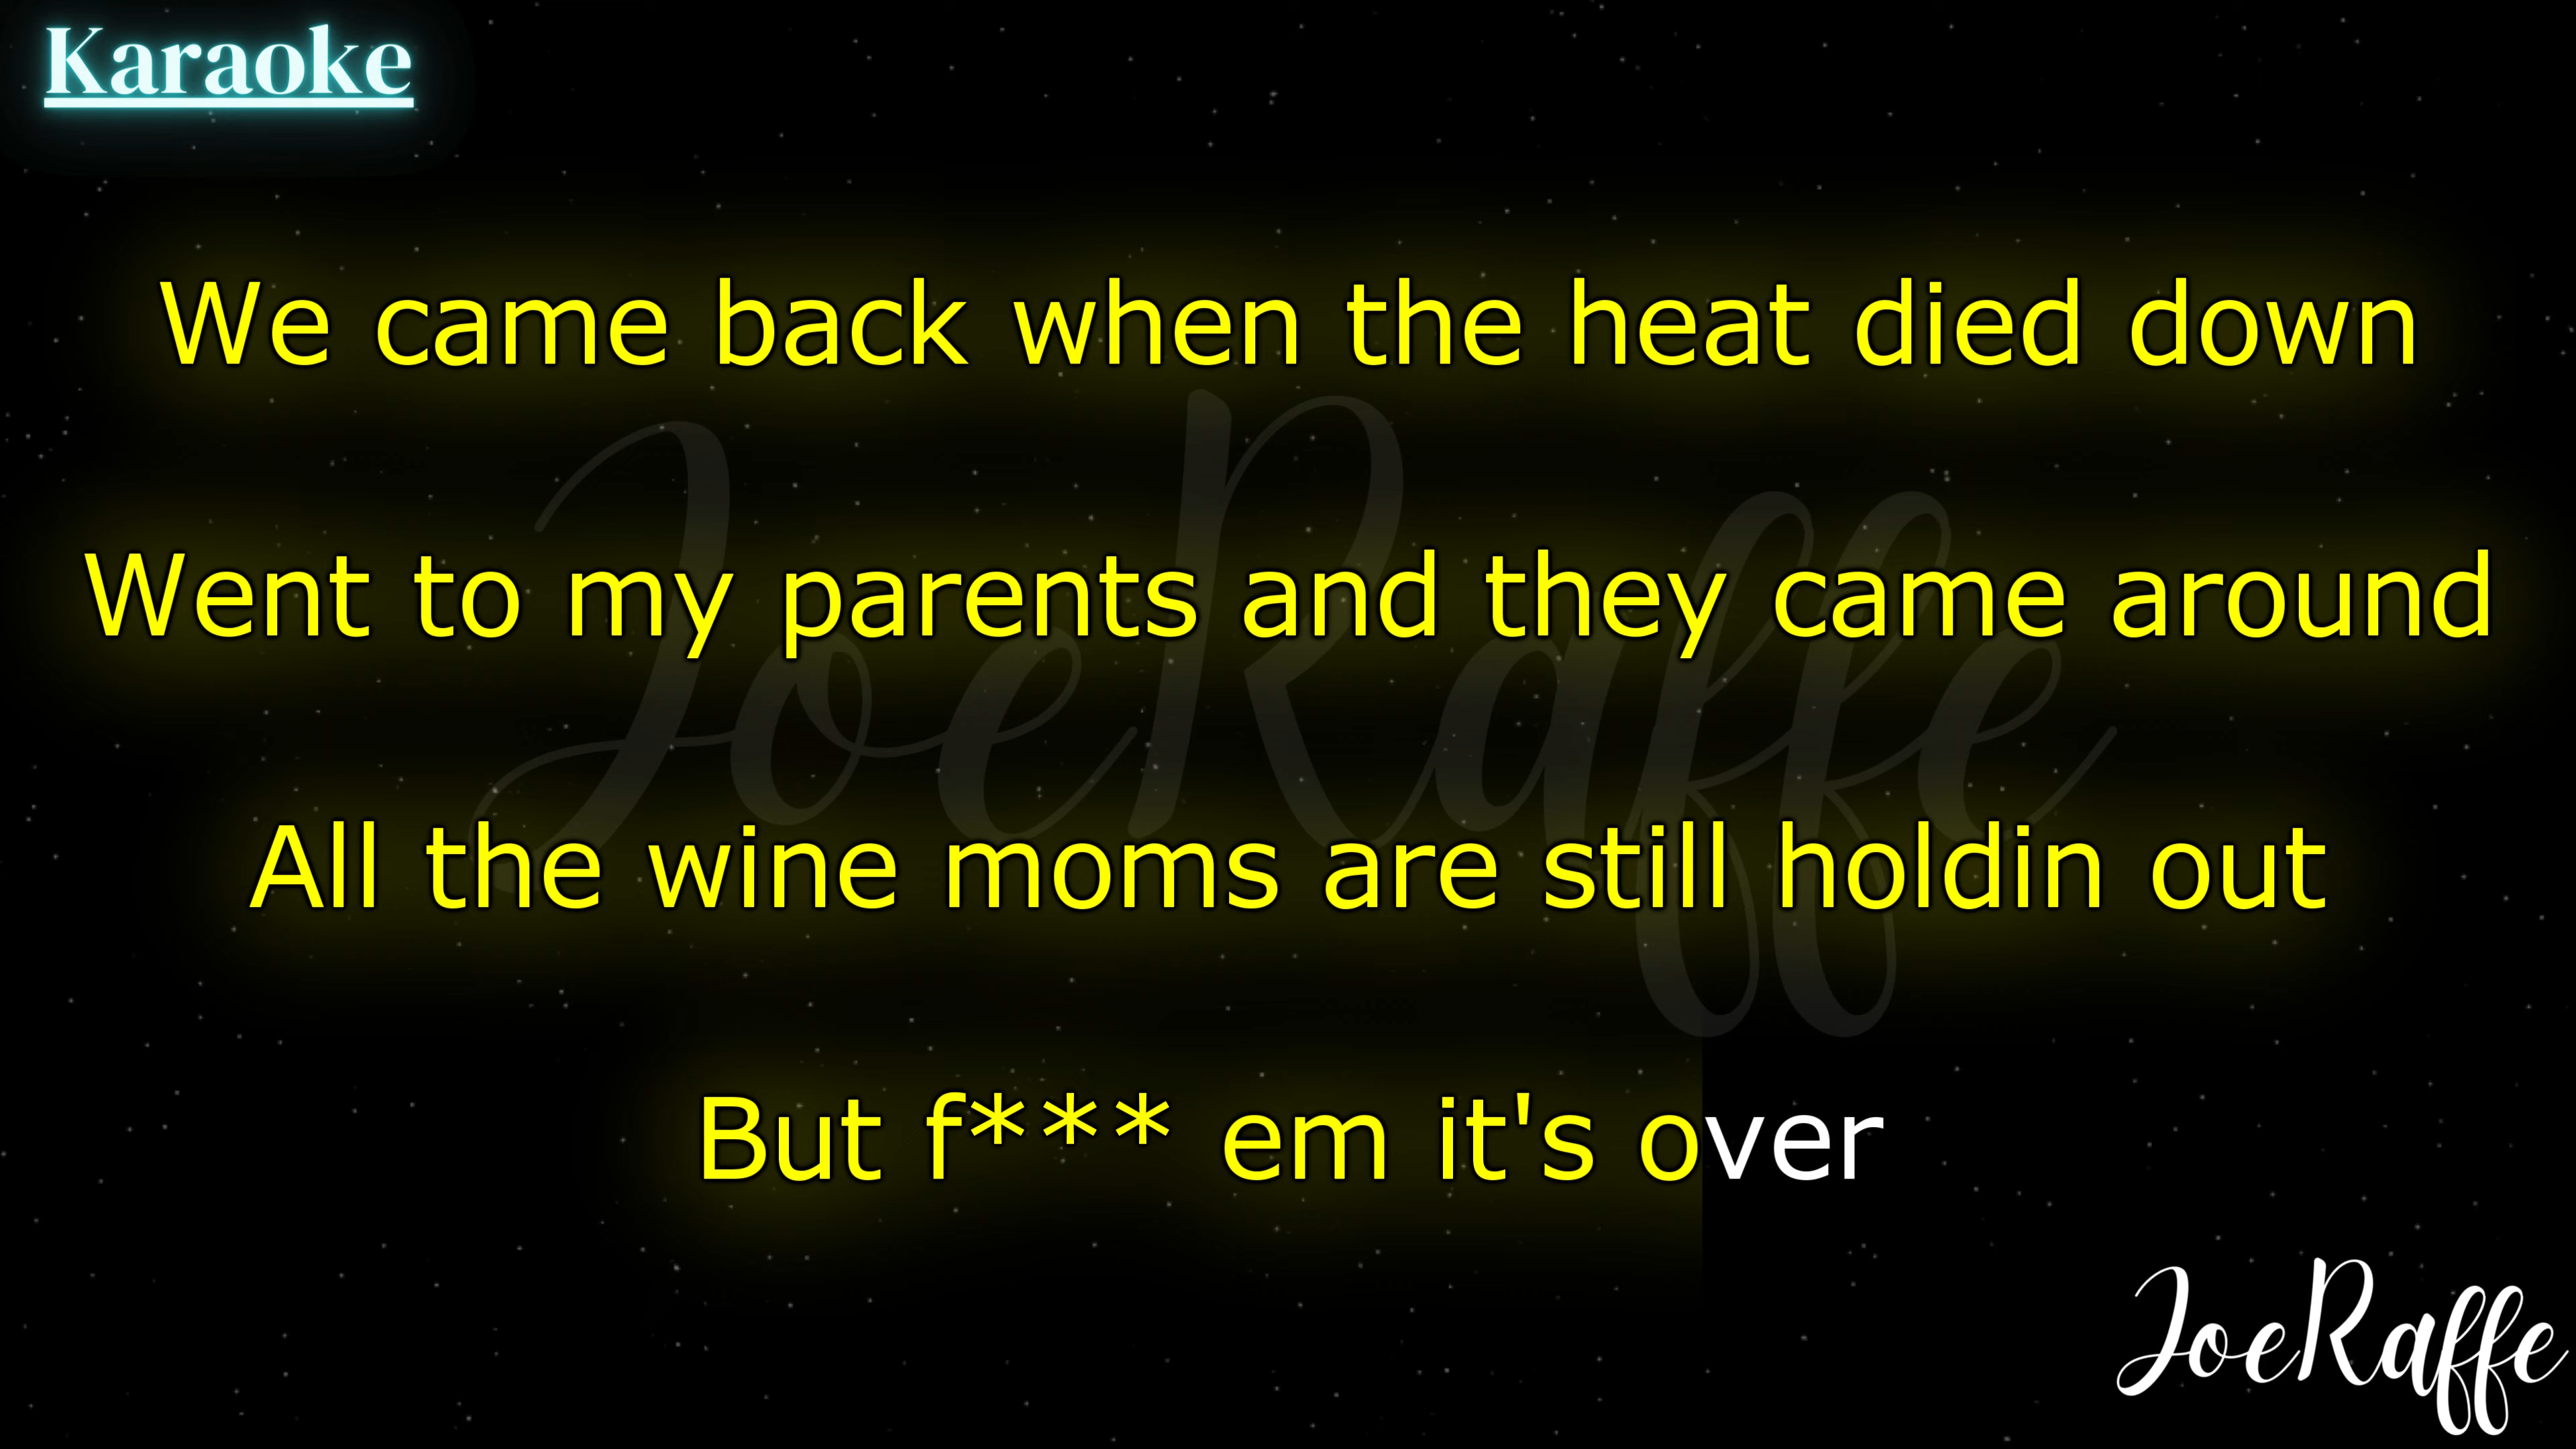 Karaoke
We came back when the heat died down
Went to my parents and they came around
All the wine moms are still holdin out
But f*** em it's over
JoeRaffe
JoeRaffe